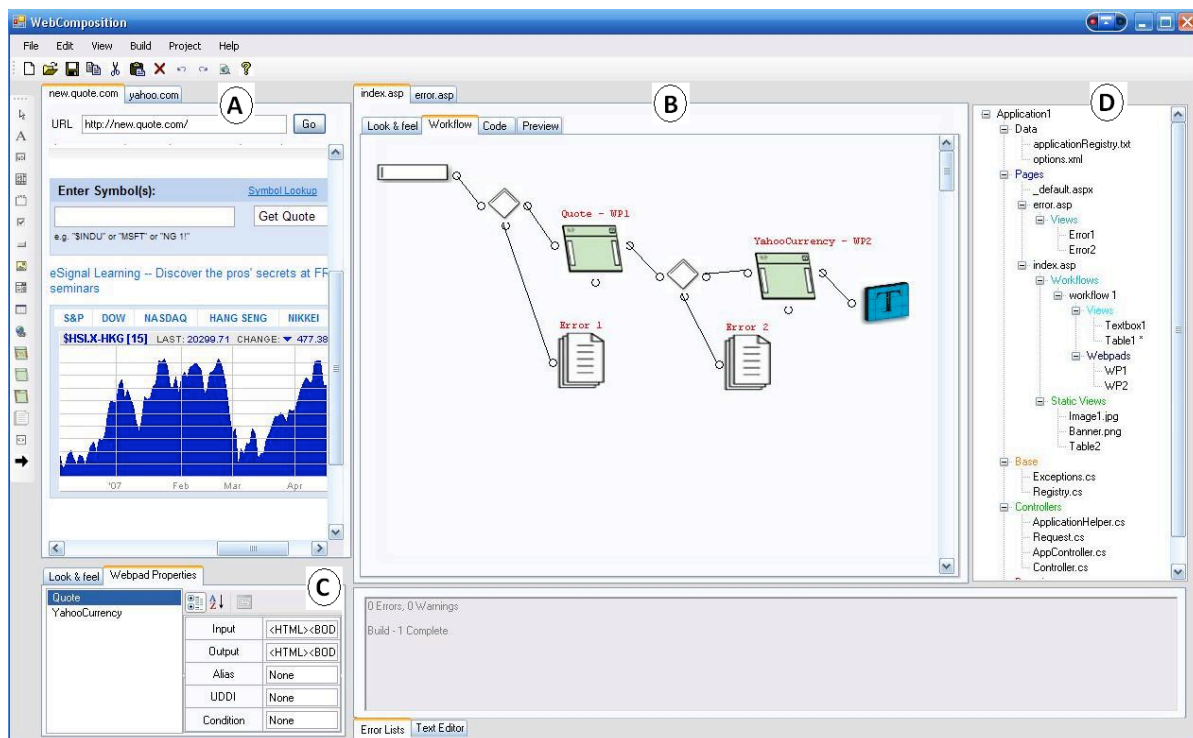 WebComposition
File Edit View Build Project Help
new.quote.com yahoo.com
A
URL http://new.quote.com/ Go
Enter Symbol(s): Symbol Lookup
Get Quote
e.g. "$INDU" or "MSFT" or "NG 1!"
eSignal Learning -- Discover the pros' secrets at FR
seminars
S&P DOW NASDAQ HANG SENG NIKKEI
$HSI.X-HKG [15] LAST: 20299.71 CHANGE: ▼ 477.38
'07 Feb Mar Apr
index.asp error.asp
B
Look & feel Workflow Code Preview
Quote - WP1
YahooCurrency - WP2
T
Error 1
Error 2
D
Application1
Data
applicationRegistry.txt
options.xml
Pages
_default.aspx
error.asp
Views
Error1
Error2
index.asp
Workflows
workflow 1
Views
Textbox1
Table1 *
Webpads
WP1
WP2
Static Views
Image1.jpg
Banner.png
Table2
Base
Exceptions.cs
Registry.cs
Controllers
ApplicationHelper.cs
Request.cs
AppController.cs
Controller.cs
Look & feel Webpad Properties
C
Quote
YahooCurrency
Input <HTML><BOD
Output <HTML><BOD
Alias None
UDDI None
Condition None
0 Errors, 0 Warnings
Build - 1 Complete
Error Lists Text Editor